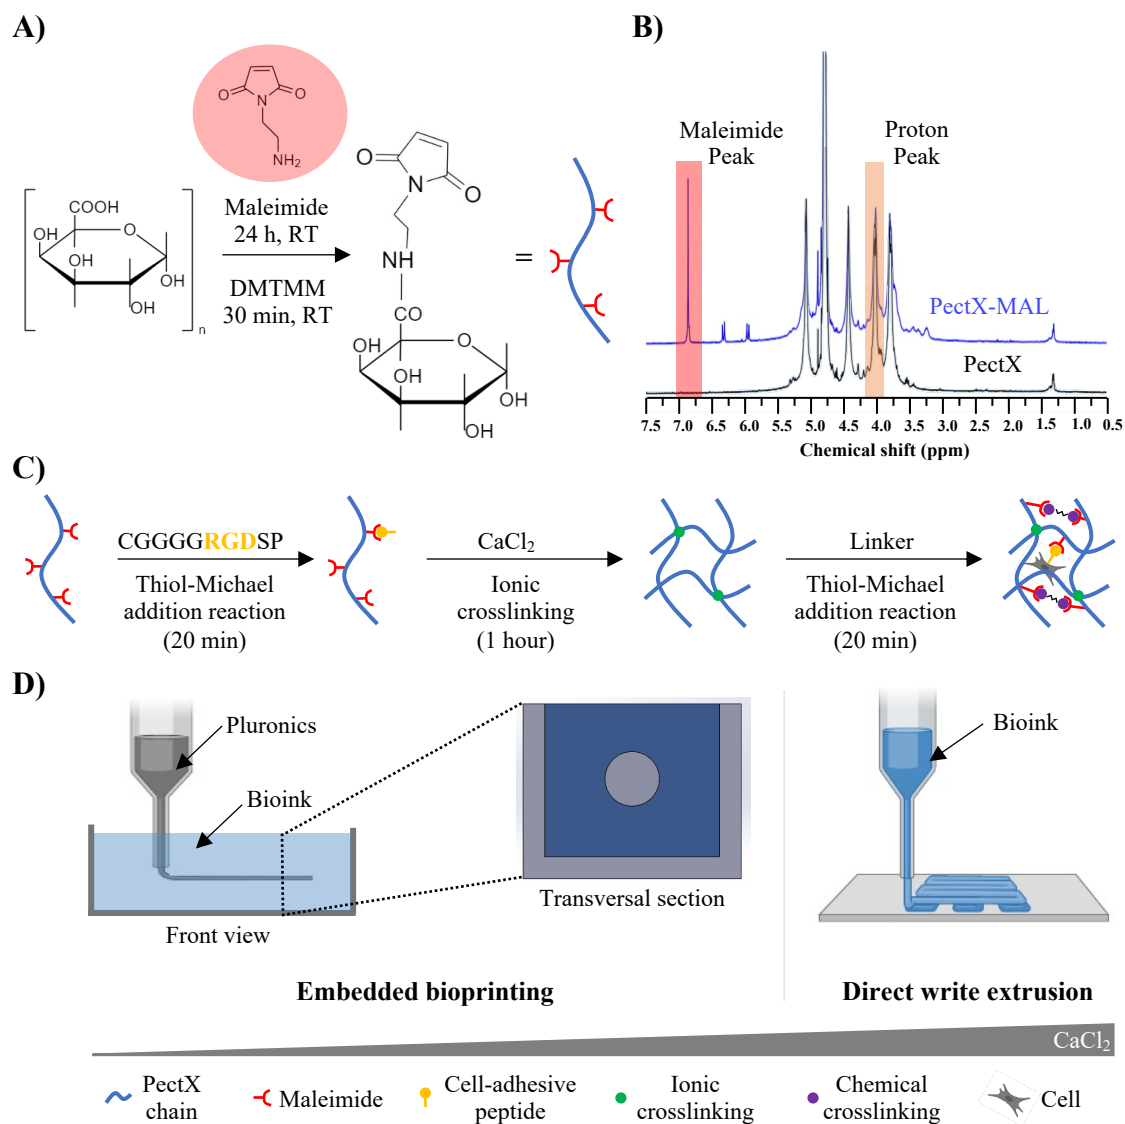 A)
O
N
O
NH2
COOH
OH
O
OH
OH
OH
n
Maleimide
24 h, RT
DMTMM
30 min, RT
O
N
O
NH
CO
OH
O
OH
OH
OH
=
B)
Maleimide
Peak
Proton
Peak
PectX-MAL
PectX
7.5 7.0 6.5 6.0 5.5 5.0 4.5 4.0 3.5 3.0 2.5 2.0 1.5 1.0 0.5
Chemical shift (ppm)
C)
CGGGGRGDSP
Thiol-Michael
addition reaction
(20 min)
CaCl2
Ionic
crosslinking
(1 hour)
Linker
Thiol-Michael
addition reaction
(20 min)
D)
Pluronics
Bioink
Front view
Transversal section
Bioink
Embedded bioprinting
Direct write extrusion
CaCl2
PectX
chain
Maleimide
Cell-adhesive
peptide
Ionic
crosslinking
Chemical
crosslinking
Cell